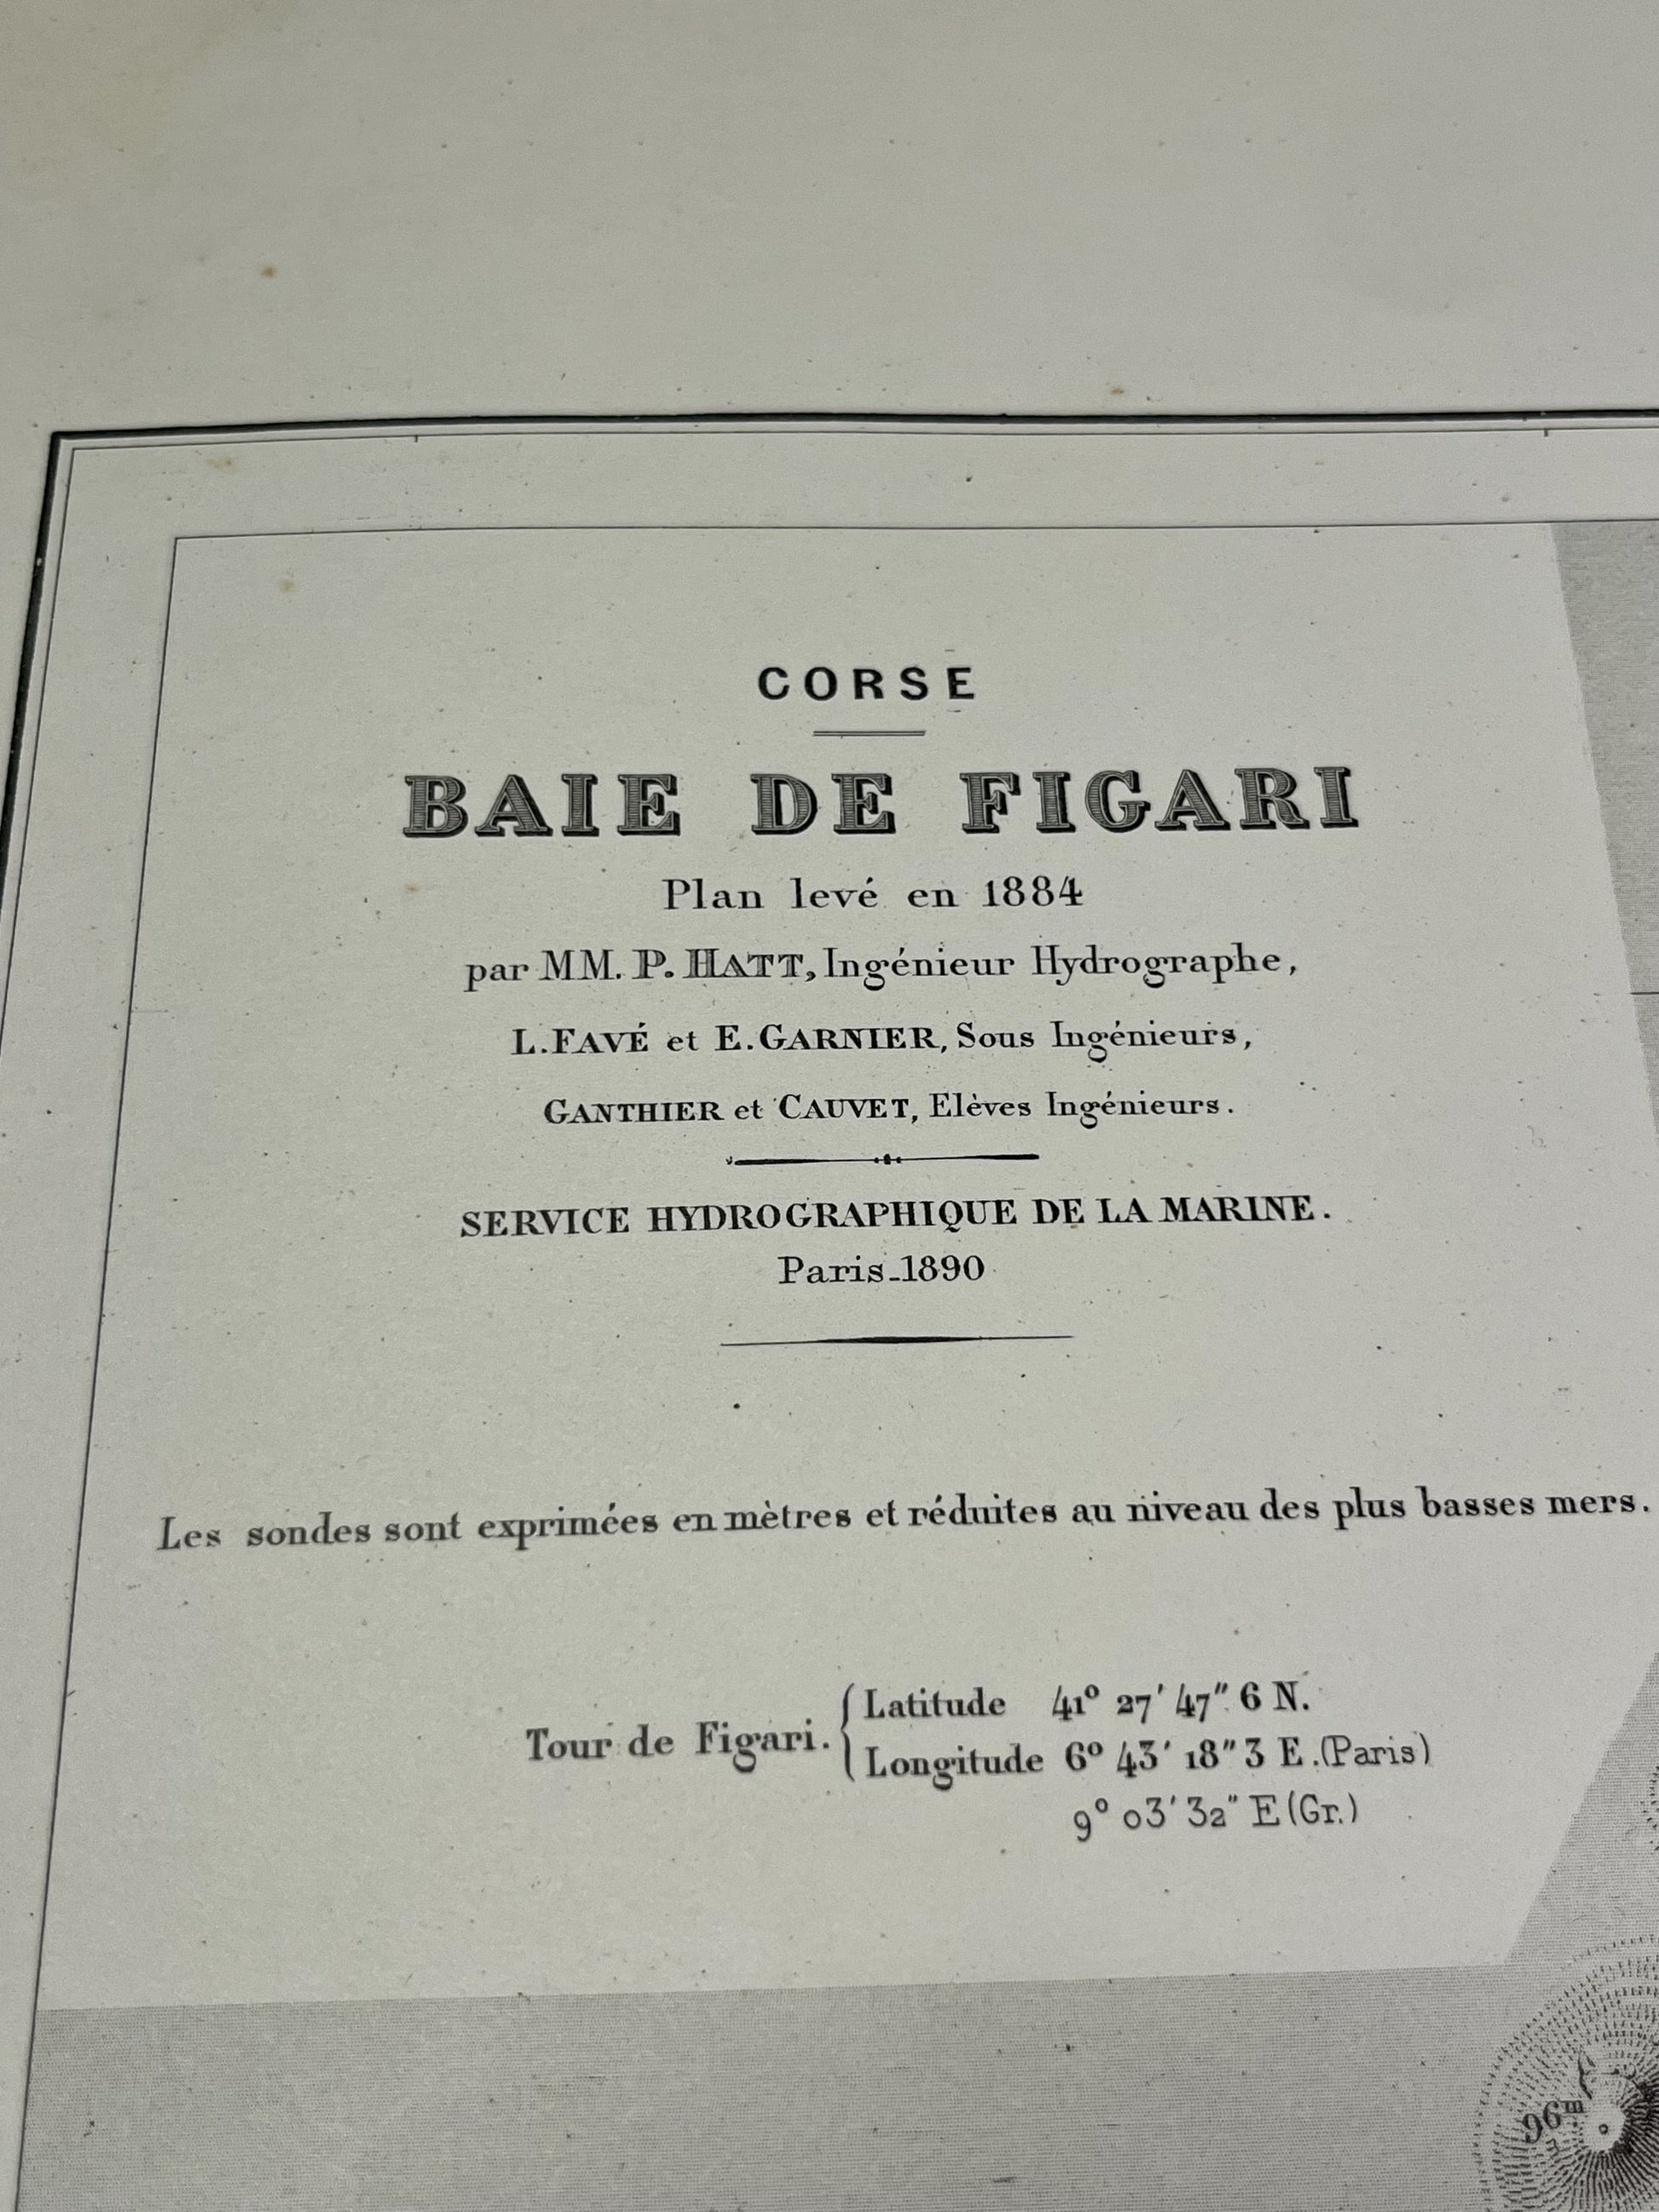 CORSE
BAIE DE FIGARI
Plan levé en 1884
par MM. P. HATT, Ingénieur Hydrographe,
L. FAVÉ et E. GARNIER, Sous Ingénieurs,
GANTHIER et CAUVET, Elèves Ingénieurs.
SERVICE HYDROGRAPHIQUE DE LA MARINE.
Paris_1890
Les sondes sont exprimées en mètres et réduites au niveau des plus basses mers.
Tour de Figari. { Latitude 41° 27′ 47″ 6 N.
Longitude 6° 43′ 18″ 3 E. (Paris)
9° 03′ 32″ E (Gr.)
96m